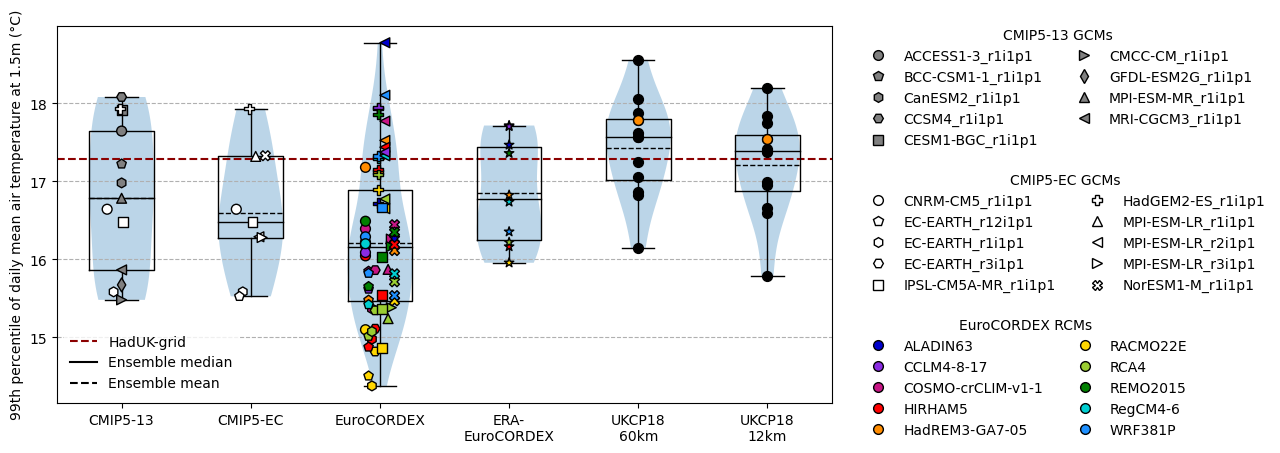 99th percentile of daily mean air temperature at 1.5m (°C)
18
17
16
15
HadUK-grid
Ensemble median
Ensemble mean
CMIP5-13
CMIP5-EC
EuroCORDEX
ERA-
EuroCORDEX
UKCP18
60km
UKCP18
12km
CMIP5-13 GCMs
ACCESS1-3_r1i1p1
BCC-CSM1-1_r1i1p1
CanESM2_r1i1p1
CCSM4_r1i1p1
CESM1-BGC_r1i1p1
CMCC-CM_r1i1p1
GFDL-ESM2G_r1i1p1
MPI-ESM-MR_r1i1p1
MRI-CGCM3_r1i1p1
CMIP5-EC GCMs
CNRM-CM5_r1i1p1
EC-EARTH_r12i1p1
EC-EARTH_r1i1p1
EC-EARTH_r3i1p1
IPSL-CM5A-MR_r1i1p1
HadGEM2-ES_r1i1p1
MPI-ESM-LR_r1i1p1
MPI-ESM-LR_r2i1p1
MPI-ESM-LR_r3i1p1
NorESM1-M_r1i1p1
EuroCORDEX RCMs
ALADIN63
CCLM4-8-17
COSMO-crCLIM-v1-1
HIRHAM5
HadREM3-GA7-05
RACMO22E
RCA4
REMO2015
RegCM4-6
WRF381P